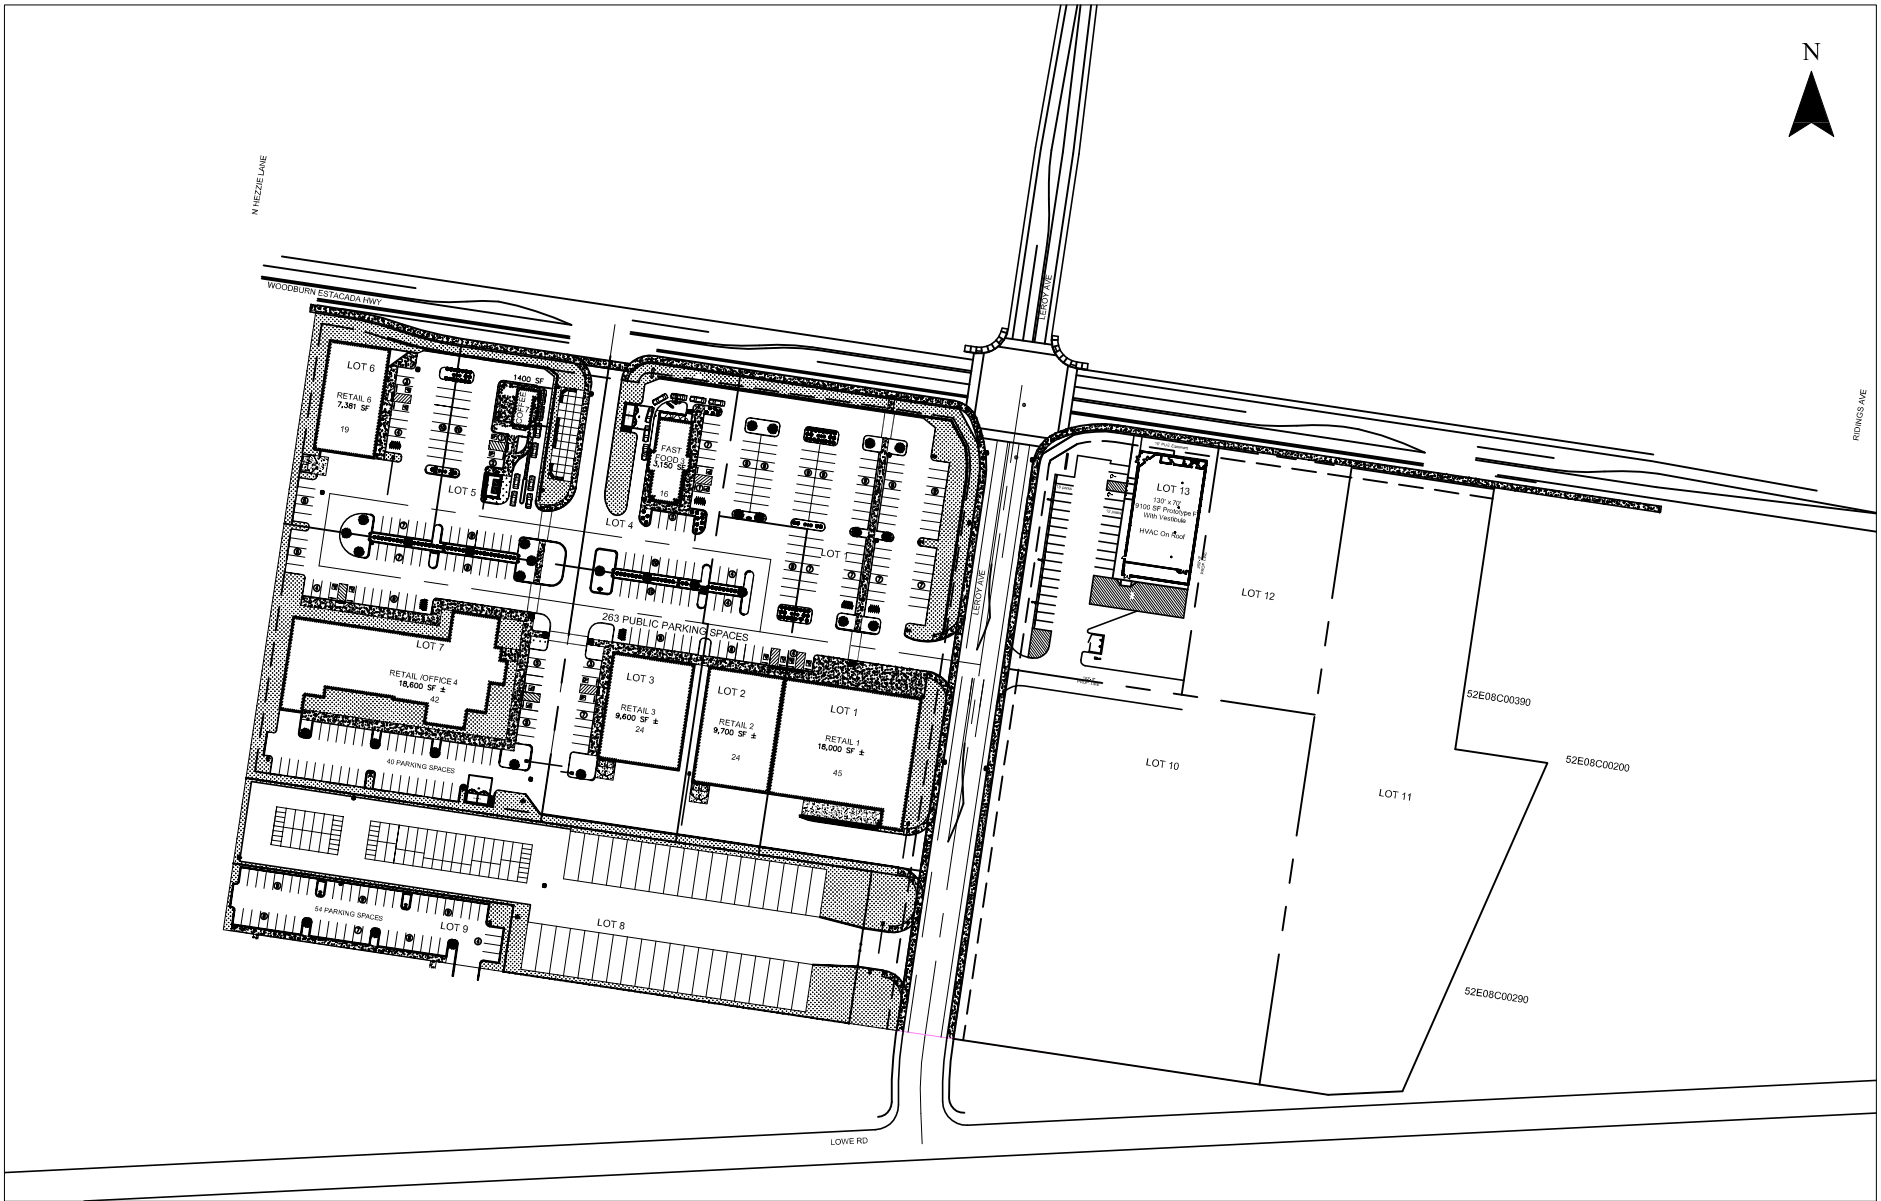 N
N HEZZIE LANE
WOODBURN ESTACADA HWY
LEROY AVE
RIDINGS AVE
LOT 6
RETAIL 6
7,381 SF
19
1400 SF
COFFEE
LOT 5
FAST
FOOD 3
3,150 SF
16
LOT 4
LOT 1
LEROY AVE
LOT 13
130' x 70'
9100 SF Prototype F
With Vestibule
HVAC On Roof
LOT 12
263 PUBLIC PARKING SPACES
LOT 7
RETAIL /OFFICE 4
18,600 SF ±
42
LOT 3
RETAIL 3
9,600 SF ±
24
LOT 2
RETAIL 2
9,700 SF ±
24
LOT 1
RETAIL 1
18,000 SF ±
45
40 PARKING SPACES
52E08C00390
52E08C00200
LOT 10
LOT 11
54 PARKING SPACES
LOT 9
LOT 8
52E08C00290
LOWE RD